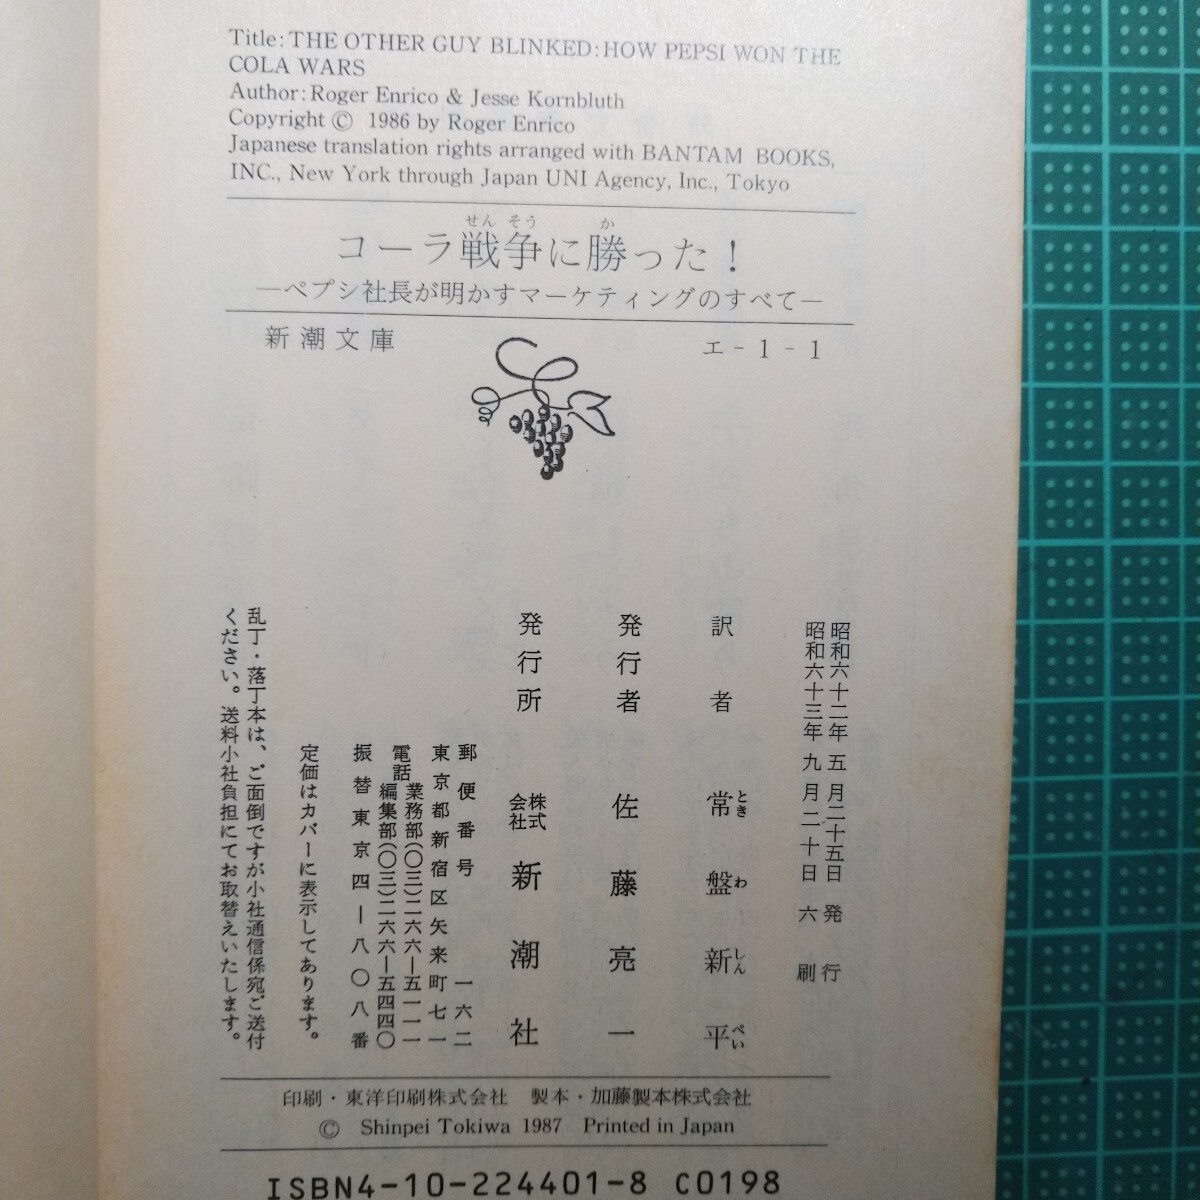 Title: THE OTHER GUY BLINKED: HOW PEPSI WON THE
COLA WARS
Author: Roger Enrico & Jesse Kornbluth
Copyright © 1986 by Roger Enrico
Japanese translation rights arranged with BANTAM BOOKS,
INC., New York through Japan UNI Agency, Inc., Tokyo
せん そう か
コーラ戦争に勝った！
―ペプシ社長が明かすマーケティングのすべて―
新潮文庫 エ-1-1
昭和六十二年五月二十五日発行
昭和六十三年九月二十日六刷
訳者 常盤新平
とき わ しん ぺい
発行者 佐藤亮一
発行所 株式会社 新潮社
郵便番号 一六二
東京都新宿区矢来町七一
電話 業務部(〇三)二六六―五一一一
編集部(〇三)二六六―五四四〇
振替東京四―八〇八番
定価はカバーに表示してあります。
乱丁・落丁本は、ご面倒ですが小社通信係宛ご送付
ください。送料小社負担にてお取替えいたします。
印刷・東洋印刷株式会社 製本・加藤製本株式会社
© Shinpei Tokiwa 1987 Printed in Japan
ISBN4-10-224401-8 C0198